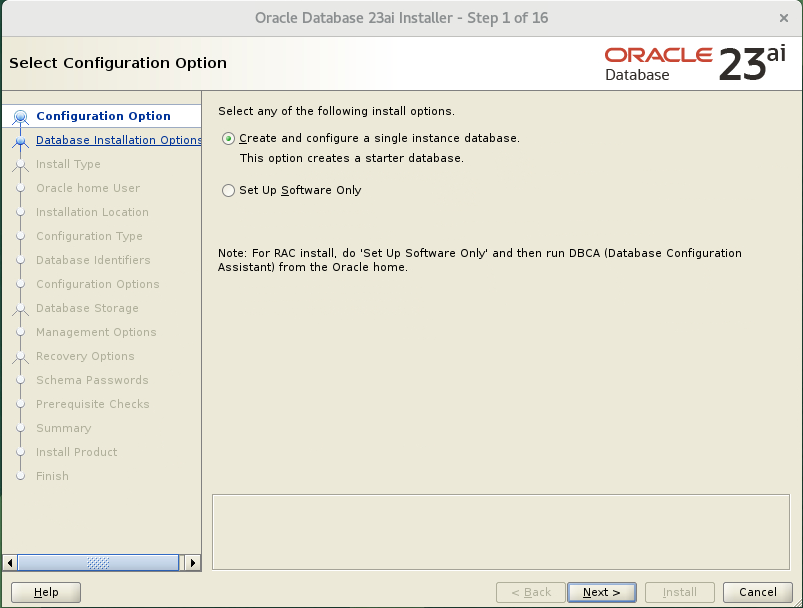 Oracle Database 23ai Installer - Step 1 of 16
Select Configuration Option
ORACLE
Database
23ai
Configuration Option
Database Installation Options
Install Type
Oracle home User
Installation Location
Configuration Type
Database Identifiers
Configuration Options
Database Storage
Management Options
Recovery Options
Schema Passwords
Prerequisite Checks
Summary
Install Product
Finish
Select any of the following install options.
Create and configure a single instance database.
This option creates a starter database.
Set Up Software Only
Note: For RAC install, do 'Set Up Software Only' and then run DBCA (Database Configuration
Assistant) from the Oracle home.
Help
< Back
Next >
Install
Cancel